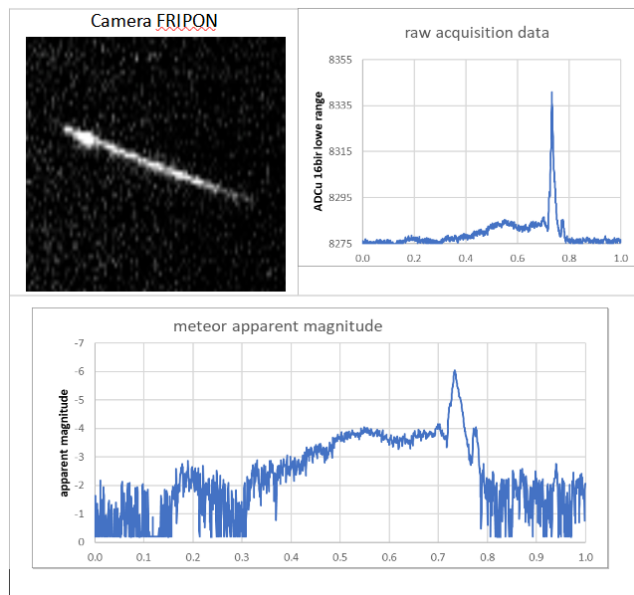 Camera FRIPON
raw acquisition data
ADCu 16bir lowe range
8355
8335
8315
8295
8275
0.0 0.2 0.4 0.6 0.8 1.0
meteor apparent magnitude
apparent magnitude
-7
-6
-5
-4
-3
-2
-1
0
0.0 0.1 0.2 0.3 0.4 0.5 0.6 0.7 0.8 0.9 1.0